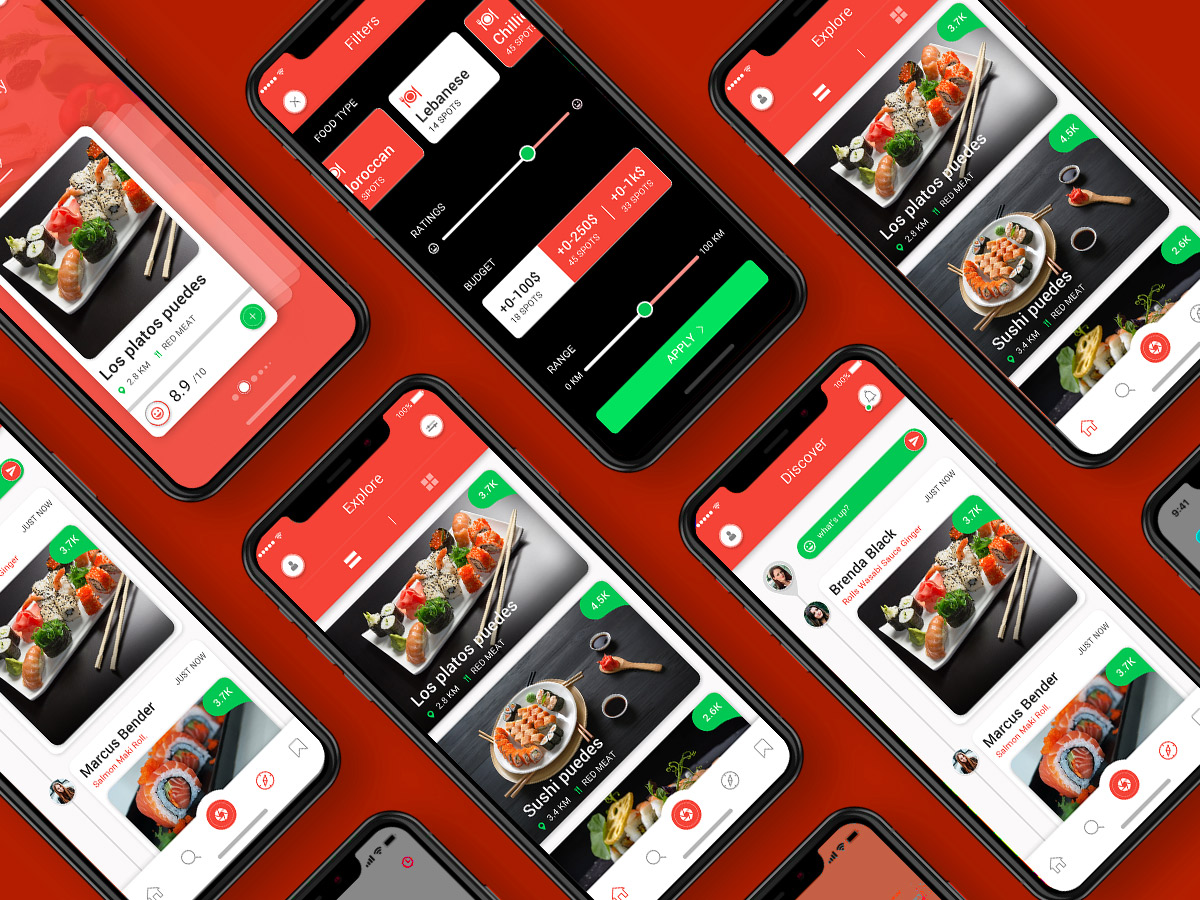 Los platos puedes
2.8 KM RED MEAT
8.9 /10
Filters
FOOD TYPE
SPOTS
Lebanese
14 SPOTS
Chilli
45 SPOTS
RATINGS
BUDGET
+0-100$
18 SPOTS
+0-250$
45 SPOTS
+0-1k$
33 SPOTS
RANGE
0 KM
100 KM
APPLY
Explore
3.7K
Los platos puedes
2.8 KM RED MEAT
4.5K
Sushi puedes
3.4 KM RED MEAT
2.6K
JUST NOW
Ginger
3.7K
JUST NOW
Marcus Bender
Salmon Maki Roll.
3.7K
100%
Explore
3.7K
Los platos puedes
2.8 KM RED MEAT
4.5K
Sushi puedes
3.4 KM RED MEAT
2.6K
100%
Discover
what's up?
JUST NOW
Brenda Black
Rolls Wasabi Sauce Ginger
3.7K
JUST NOW
Marcus Bender
Salmon Maki Roll.
3.7K
9:41